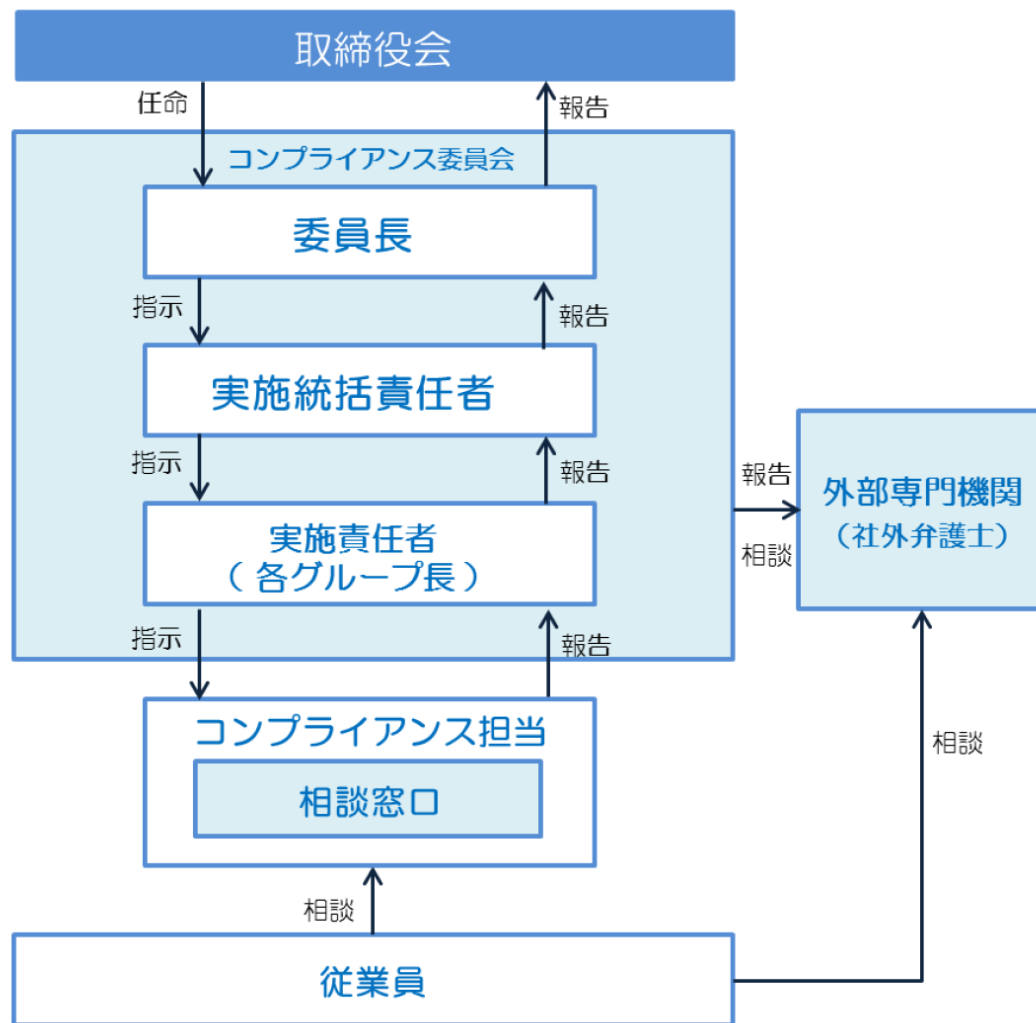 取締役会
任命
報告
コンプライアンス委員会
委員長
指示
報告
実施統括責任者
指示
報告
実施責任者
（ 各グループ長 ）
報告
相談
外部専門機関
（社外弁護士）
指示
報告
コンプライアンス担当
相談窓口
相談
相談
従業員